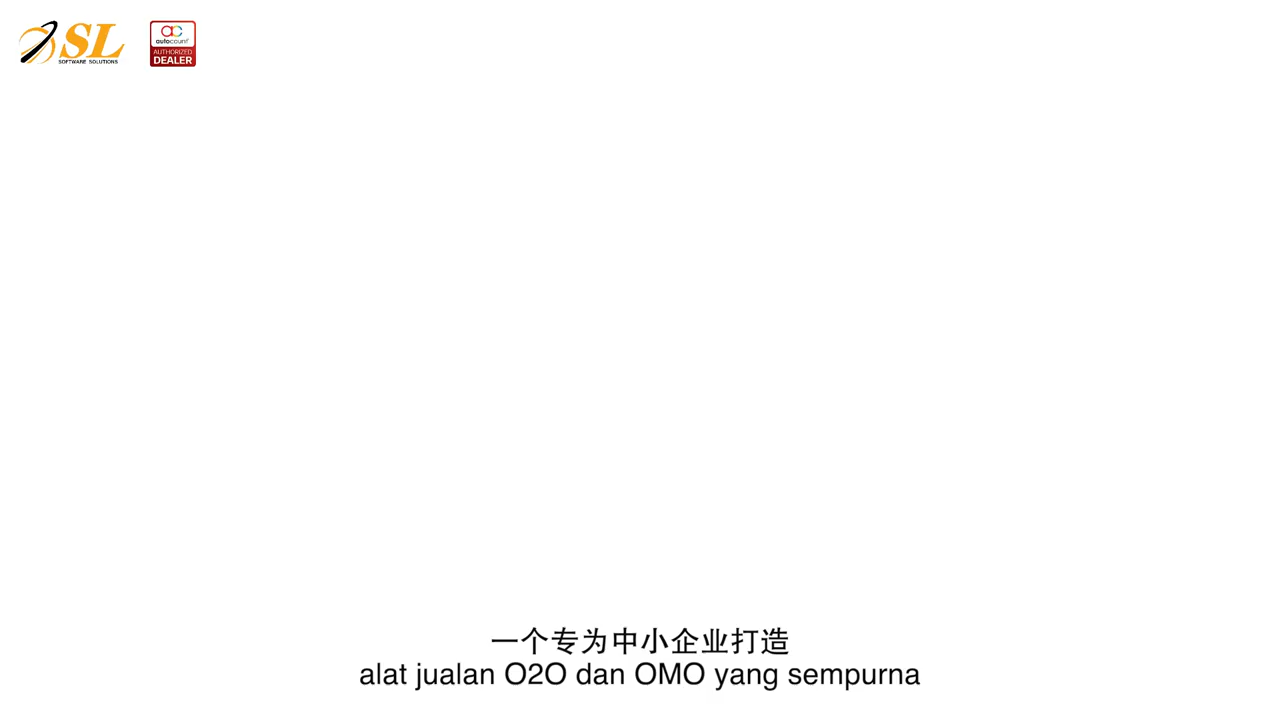 SL
SOFTWARE SOLUTIONS
ac
autocount
AUTHORIZED
DEALER
一个专为中小企业打造
alat jualan O2O dan OMO yang sempurna